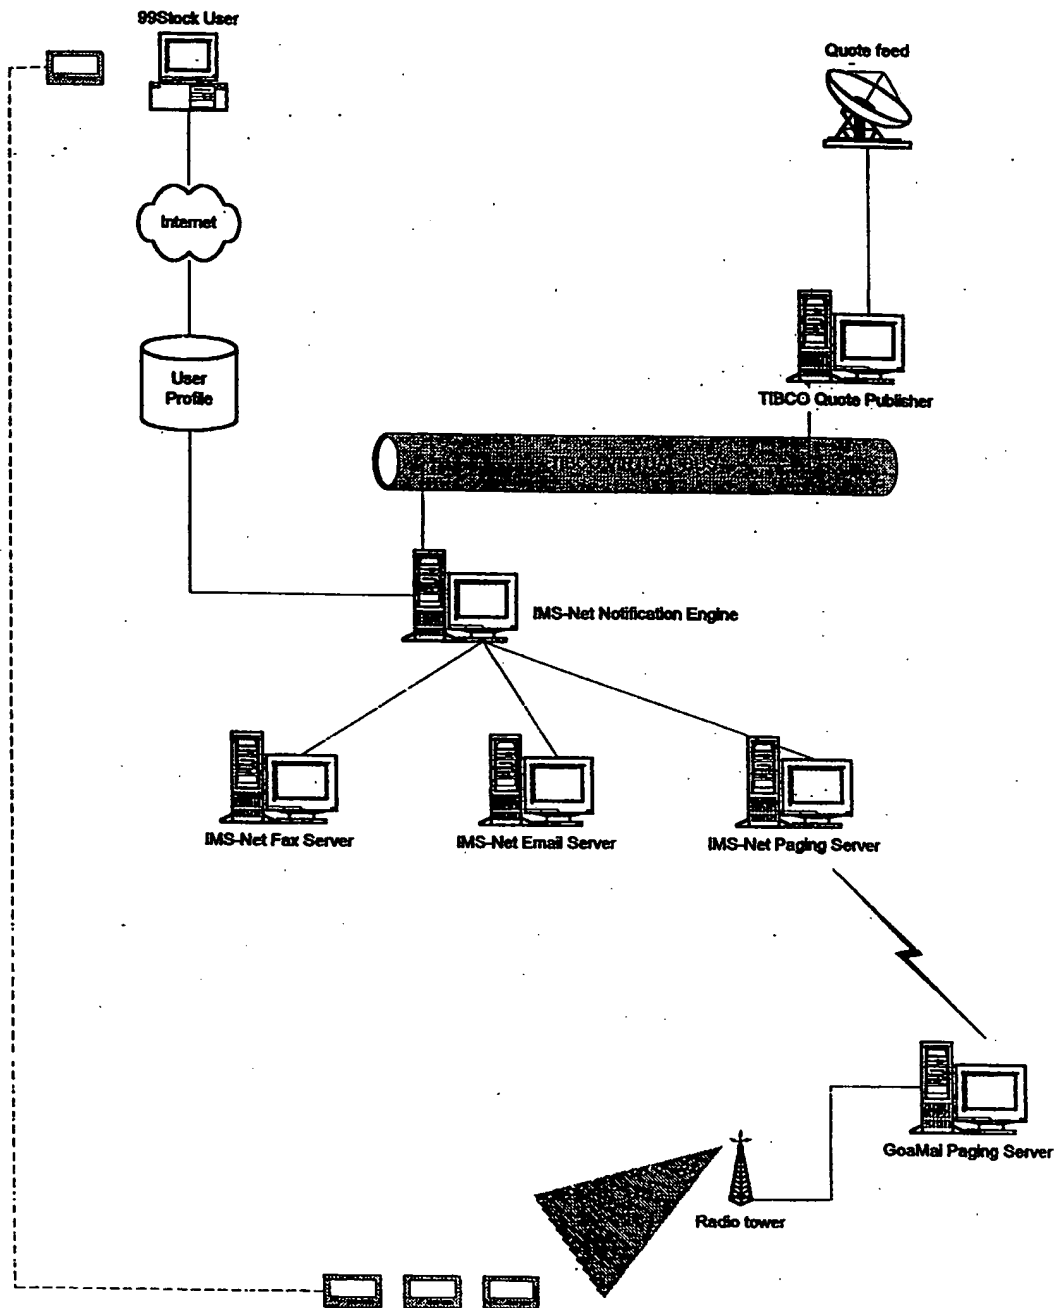 99Stock User
Quote feed
Internet
User
Profile
TIBCO Quote Publisher
IMS-Net Notification Engine
IMS-Net Fax Server
IMS-Net Email Server
IMS-Net Paging Server
GoaMal Paging Server
Radio tower